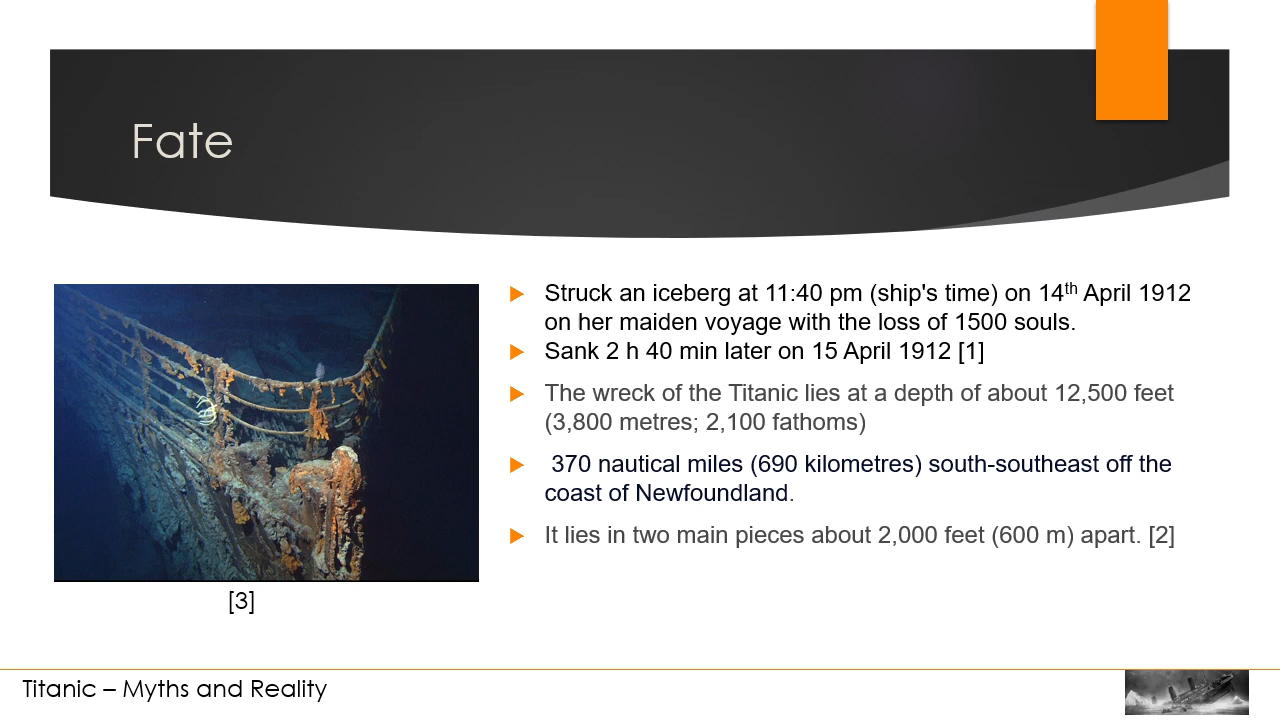 Fate
Struck an iceberg at 11:40 pm (ship's time) on 14th April 1912
on her maiden voyage with the loss of 1500 souls.
Sank 2 h 40 min later on 15 April 1912 [1]
The wreck of the Titanic lies at a depth of about 12,500 feet
(3,800 metres; 2,100 fathoms)
370 nautical miles (690 kilometres) south-southeast off the
coast of Newfoundland.
It lies in two main pieces about 2,000 feet (600 m) apart. [2]
[3]
Titanic – Myths and Reality